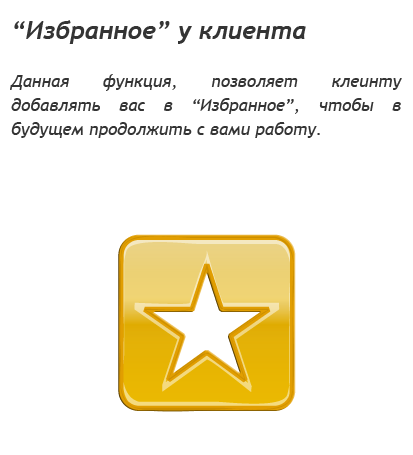 “Избранное” у клиента
Данная функция, позволяет клеинту
добавлять вас в “Избранное”, чтобы в
будущем продолжить с вами работу.